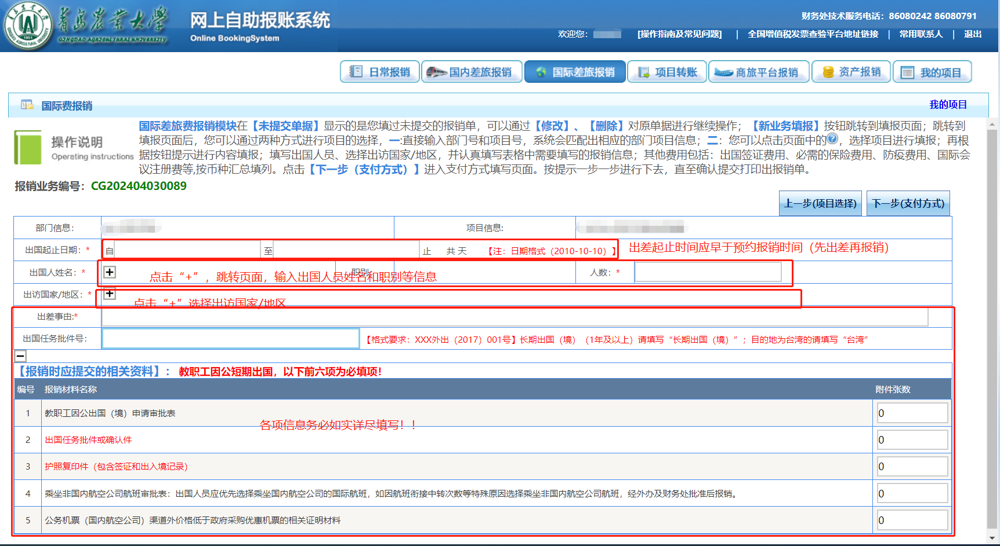 青岛农业大学
QINGDAO AGRICULTURAL UNIVERSITY
网上自助报账系统
Online BookingSystem
财务处技术服务电话：86080242 86080791
欢迎您：
[操作指南及常见问题] | 全国增值税发票查验平台地址链接 | 常用联系人 | 退出
日常报销 国内差旅报销 国际差旅报销 项目转账 商旅平台报销 资产报销 我的项目
国际费报销 我的项目
操作说明
Operating instructions
国际差旅费报销模块在【未提交单据】显示的是您填过未提交的报销单，可以通过【修改】、【删除】对原单据进行继续操作；【新业务填报】按钮跳转到填报页面；跳转到
填报页面后，您可以通过两种方式进行项目的选择，一:直接输入部门号和项目号，系统会匹配出相应的部门项目信息；二：您可以点击页面中的?，选择项目进行填报；再根
据按钮提示进行内容填报；填写出国人员、选择出访国家/地区，并认真填写表格中需要填写的报销信息；其他费用包括：出国签证费用、必需的保险费用、防疫费用、国际会
议注册费等,按币种汇总填列。点击【下一步（支付方式）】进入支付方式填写页面。按提示一步一步进行下去，直至确认提交打印出报销单。
报销业务编号：CG202404030089
上一步(项目选择) 下一步(支付方式)
部门信息: 项目信息:
出国起止日期：* 自 至 止 共 天 【注：日期格式（2010-10-10）】 出差起止时间应早于预约报销时间（先出差再报销）
出国人姓名：* + 职别: 人数：*
点击“+”，跳转页面，输入出国人员姓名和职别等信息
出访国家/地区：* +
点击“+”选择出访国家/地区
出差事由:*
出国任务批件号： 【格式要求：XXX外出（2017）001号】长期出国（境）（1年及以上）请填写“长期出国（境）”；目的地为台湾的请填写“台湾”
【报销时应提交的相关资料】： 教职工因公短期出国，以下前六项为必填项！
编号 报销材料名称 附件张数
1 教职工因公出国（境）申请审批表 0
各项信息务必如实详尽填写！！
2 出国任务批件或确认件 0
3 护照复印件（包含签证和出入境记录） 0
4 乘坐非国内航空公司航班审批表：出国人员应优先选择乘坐国内航空公司的国际航班，如因航班衔接中转次数等特殊原因选择乘坐非国内航空公司航班，经外办及财务处批准后报销。 0
5 公务机票（国内航空公司）渠道外价格低于政府采购优惠机票的相关证明材料 0